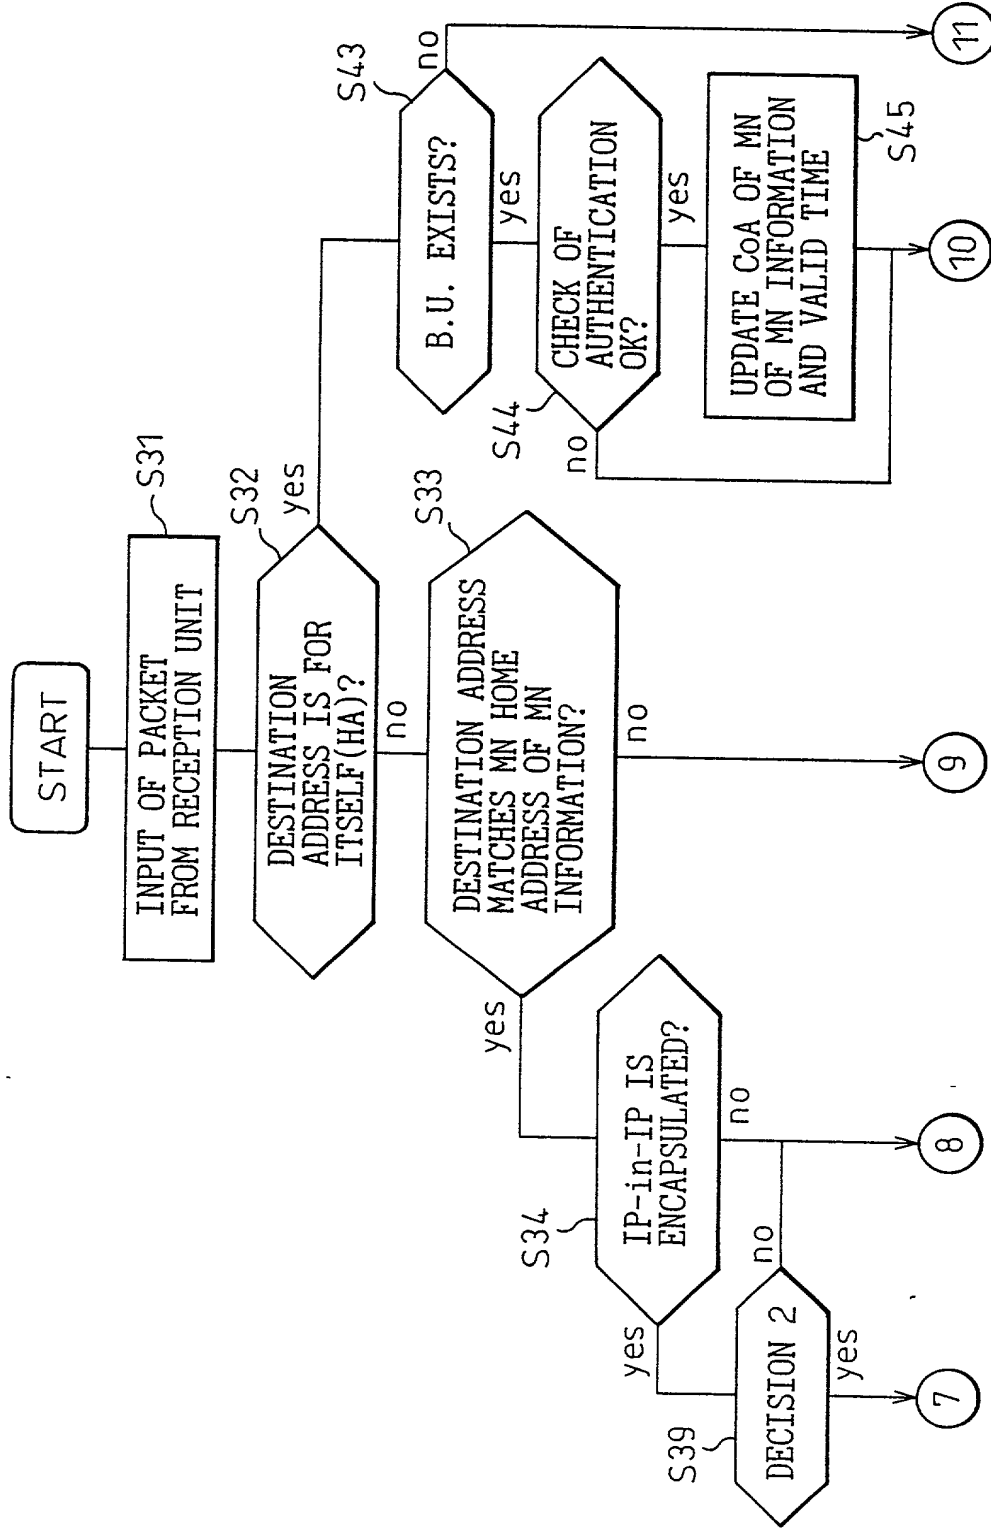 START
INPUT OF PACKET
FROM RECEPTION UNIT
S31
DESTINATION
ADDRESS IS FOR
ITSELF(HA)?
S32
yes
no
DESTINATION ADDRESS
MATCHES MN HOME
ADDRESS OF MN
INFORMATION?
S33
yes
no
IP-in-IP IS
ENCAPSULATED?
S34
yes
no
DECISION 2
S39
no
yes
B.U. EXISTS?
S43
no
yes
CHECK OF
AUTHENTICATION
OK?
S44
no
yes
UPDATE CoA OF MN
OF MN INFORMATION
AND VALID TIME
S45
7
8
9
10
11